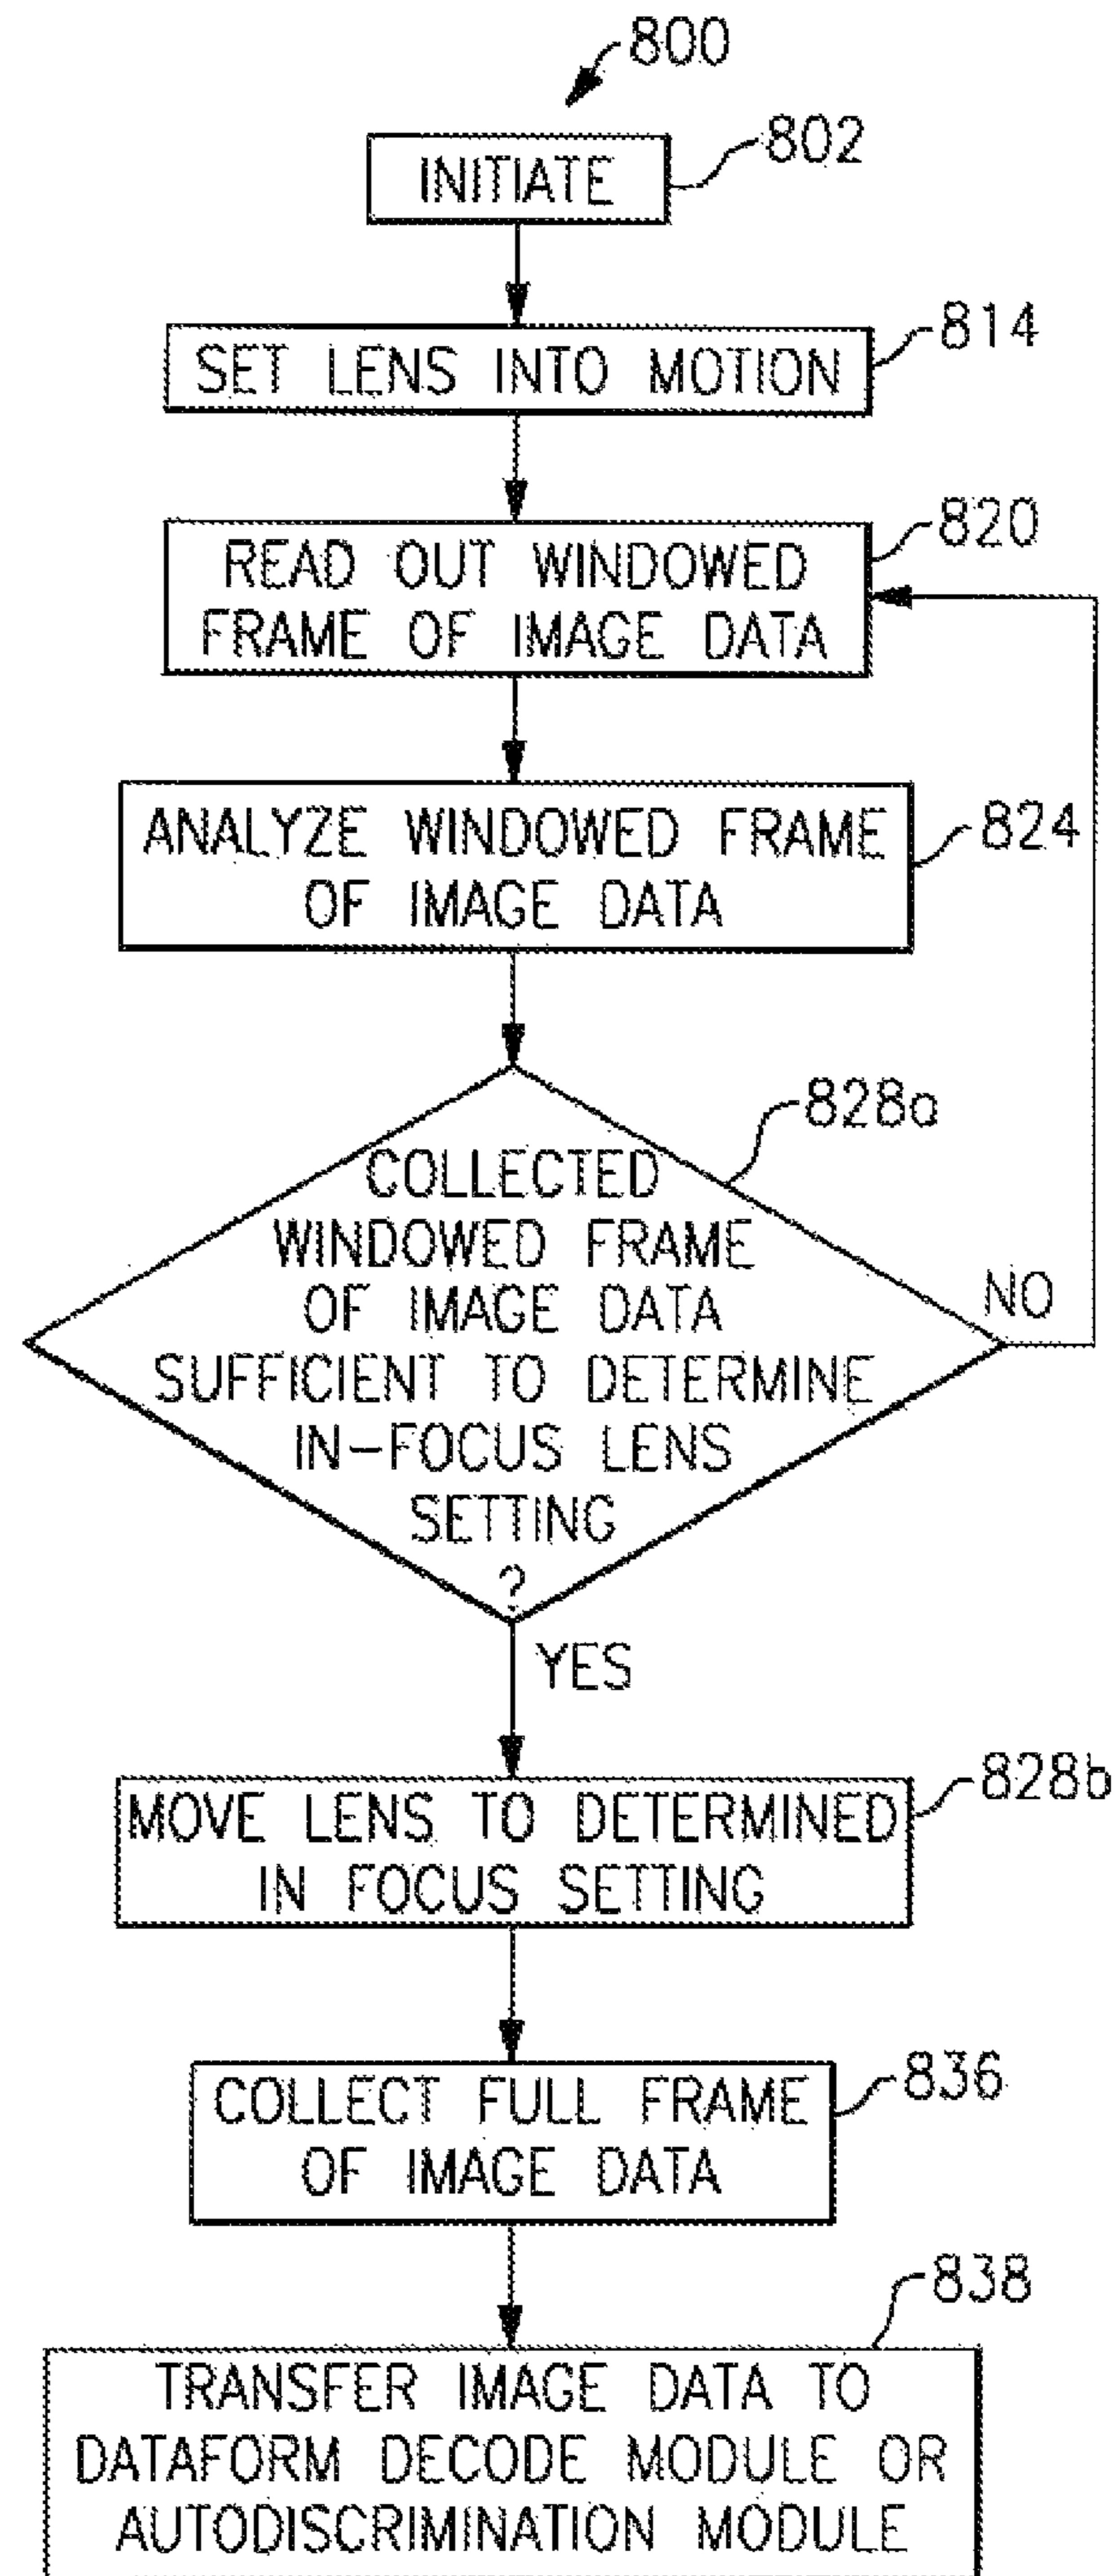 800
INITIATE
802
SET LENS INTO MOTION
814
READ OUT WINDOWED
FRAME OF IMAGE DATA
820
ANALYZE WINDOWED FRAME
OF IMAGE DATA
824
828a
COLLECTED
WINDOWED FRAME
OF IMAGE DATA
SUFFICIENT TO DETERMINE
IN-FOCUS LENS
SETTING
?
NO
YES
MOVE LENS TO DETERMINED
IN FOCUS SETTING
828b
COLLECT FULL FRAME
OF IMAGE DATA
836
838
TRANSFER IMAGE DATA TO
DATAFORM DECODE MODULE OR
AUTODISCRIMINATION MODULE